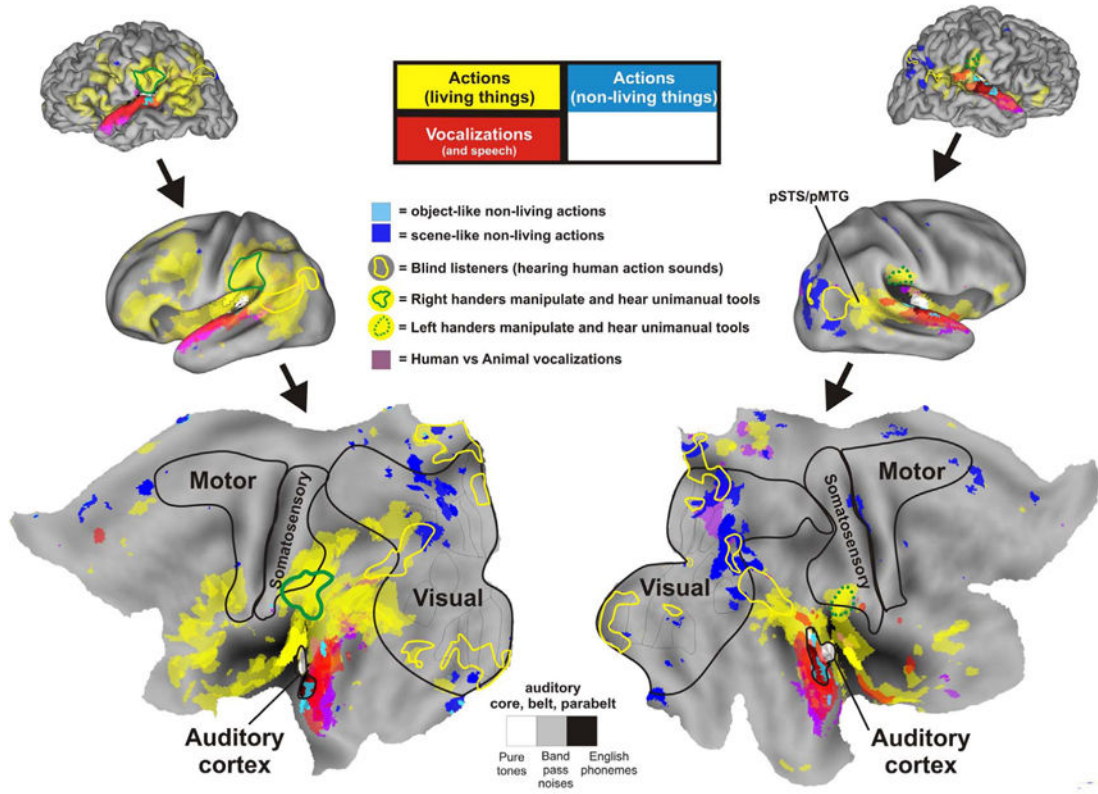 Actions
(living things)
Actions
(non-living things)
Vocalizations
(and speech)
pSTS/pMTG
= object-like non-living actions
= scene-like non-living actions
= Blind listeners (hearing human action sounds)
= Right handers manipulate and hear unimanual tools
= Left handers manipulate and hear unimanual tools
= Human vs Animal vocalizations
Motor
Somatosensory
Visual
Auditory
cortex
auditory
core, belt, parabelt
Pure
tones
Band
pass
noises
English
phonemes
Visual
Somatosensory
Motor
Auditory
cortex